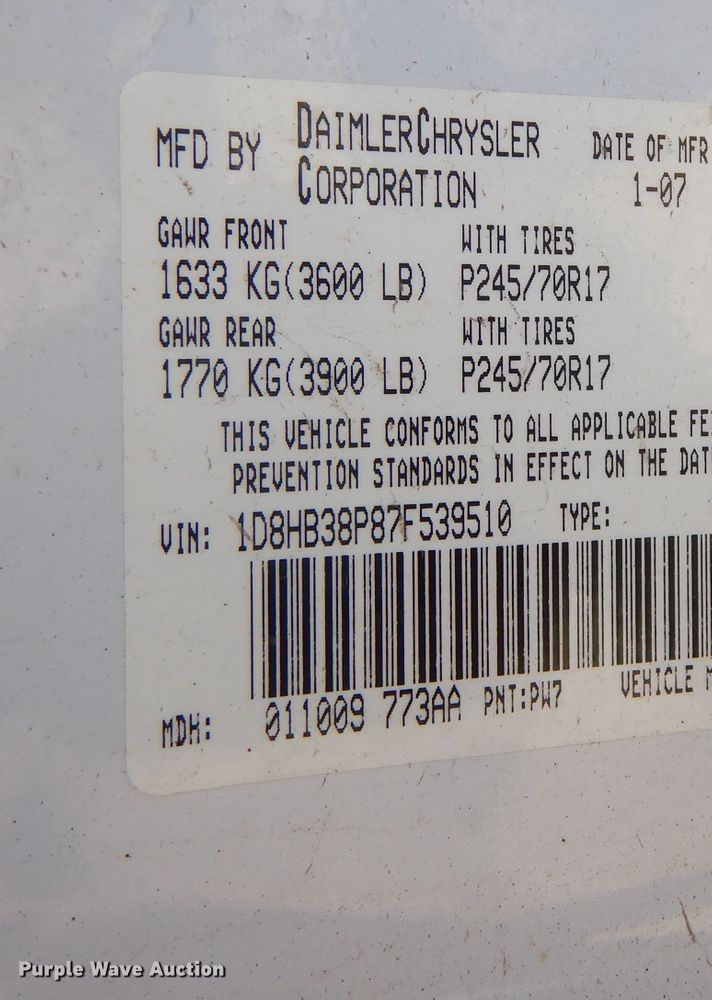 MFD BY DAIMLERCHRYSLER CORPORATION
DATE OF MFR
1-07
GAWR FRONT WITH TIRES
1633 KG(3600 LB) P245/70R17
GAWR REAR WITH TIRES
1770 KG(3900 LB) P245/70R17
THIS VEHICLE CONFORMS TO ALL APPLICABLE
PREVENTION STANDARDS IN EFFECT ON THE
VIN: 1D8HB38P87F539510 TYPE:
MDH: 011009 773AA PNT:PW7 VEHICLE
Purple Wave Auction